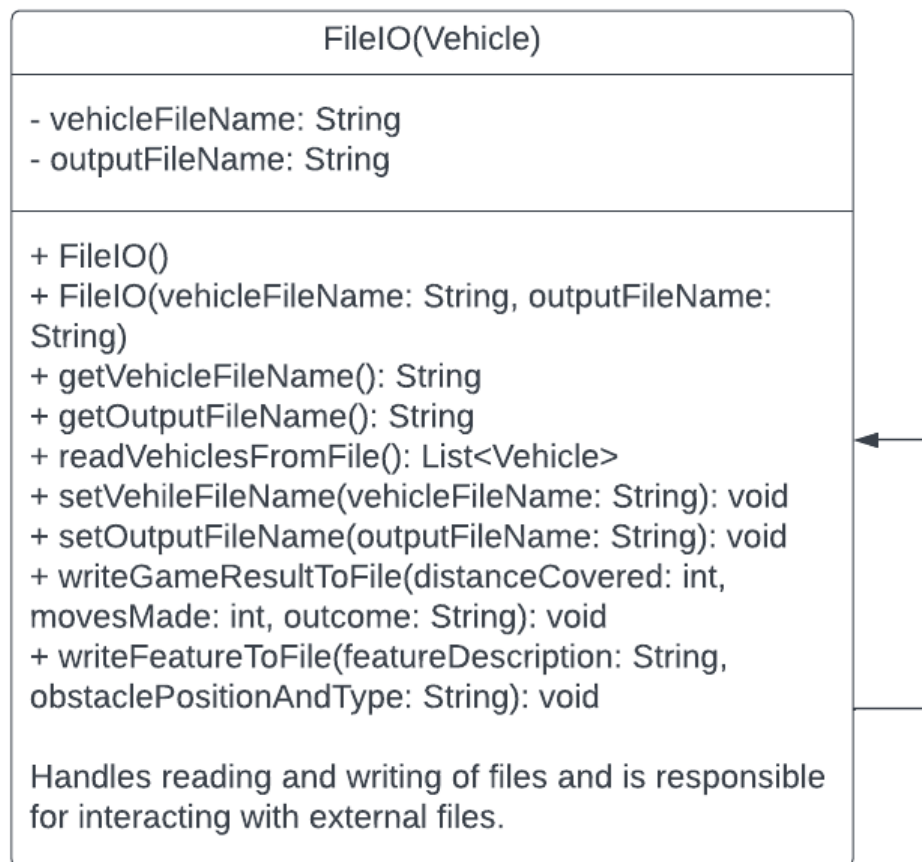 FileIO(Vehicle)
- vehicleFileName: String
- outputFileName: String
+ FileIO()
+ FileIO(vehicleFileName: String, outputFileName:
String)
+ getVehicleFileName(): String
+ getOutputFileName(): String
+ readVehiclesFromFile(): List<Vehicle>
+ setVehileFileName(vehicleFileName: String): void
+ setOutputFileName(outputFileName: String): void
+ writeGameResultToFile(distanceCovered: int,
movesMade: int, outcome: String): void
+ writeFeatureToFile(featureDescription: String,
obstaclePositionAndType: String): void
Handles reading and writing of files and is responsible
for interacting with external files.